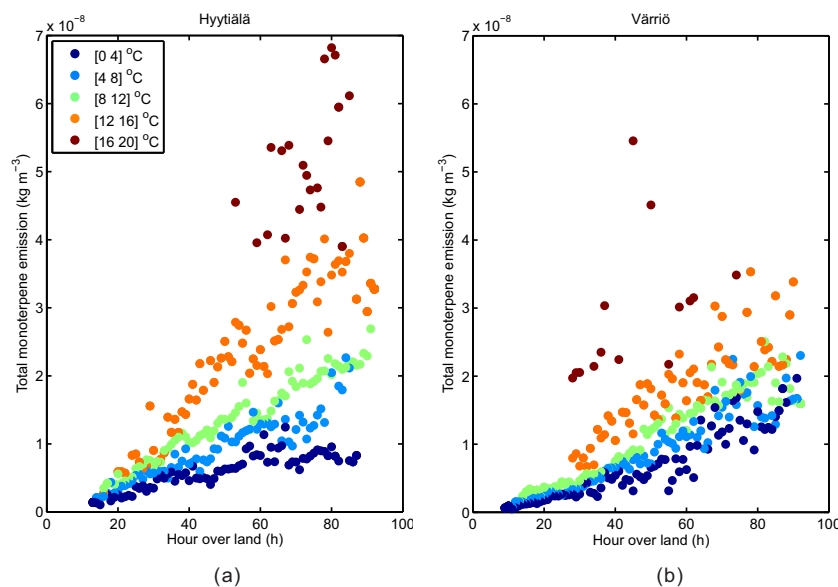 Hyytiälä
x 10⁻⁸
7
6
5
4
3
2
1
0
Total monoterpene emission (kg m⁻³)
[0 4] °C
[4 8] °C
[8 12] °C
[12 16] °C
[16 20] °C
0 20 40 60 80 100
Hour over land (h)
(a)
Värriö
x 10⁻⁸
7
6
5
4
3
2
1
0
Total monoterpene emission (kg m⁻³)
0 20 40 60 80 100
Hour over land (h)
(b)